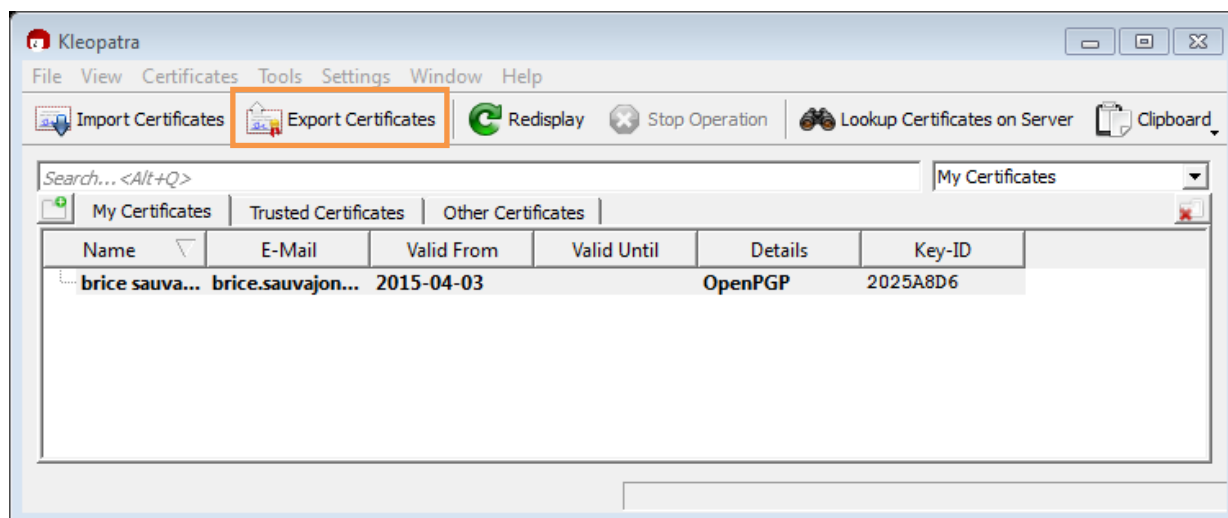 Kleopatra
File View Certificates Tools Settings Window Help
Import Certificates Export Certificates Redisplay Stop Operation Lookup Certificates on Server Clipboard
Search...<Alt+Q> My Certificates
My Certificates Trusted Certificates Other Certificates
Name E-Mail Valid From Valid Until Details Key-ID
brice sauva... brice.sauvajon... 2015-04-03 OpenPGP 2025A8D6